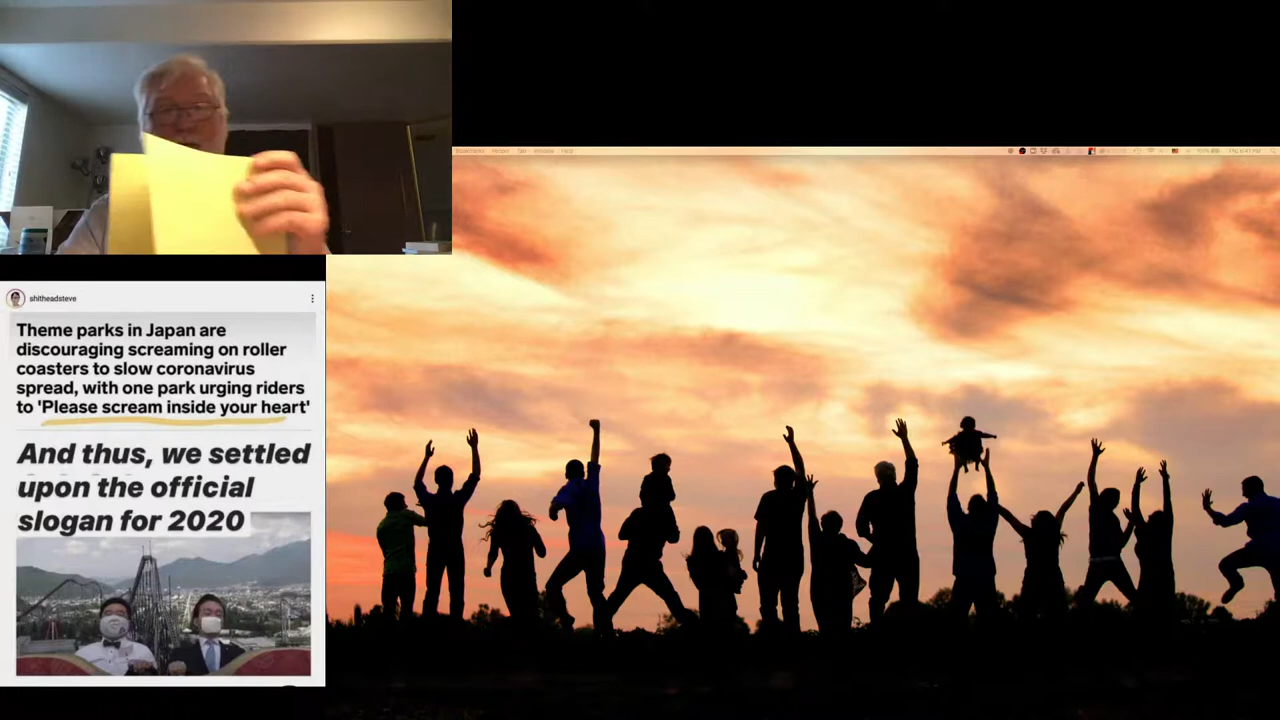 shitheadsteve
Theme parks in Japan are
discouraging screaming on roller
coasters to slow coronavirus
spread, with one park urging riders
to 'Please scream inside your heart'
And thus, we settled
upon the official
slogan for 2020